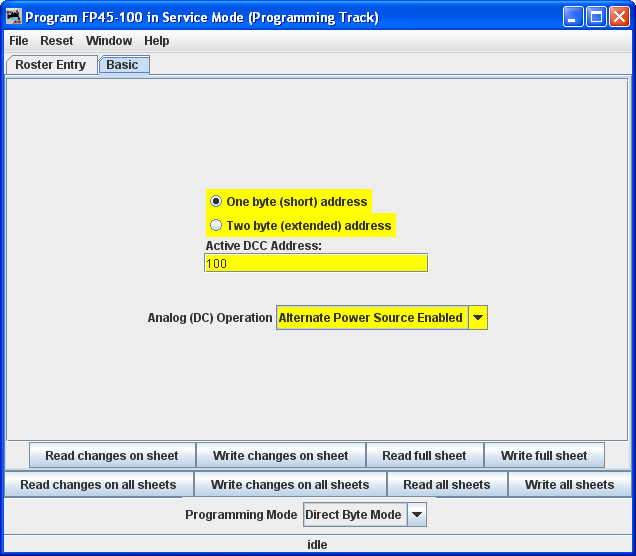 Program FP45-100 in Service Mode (Programming Track)
File Reset Window Help
Roster Entry Basic
One byte (short) address
Two byte (extended) address
Active DCC Address:
100
Analog (DC) Operation Alternate Power Source Enabled
Read changes on sheet Write changes on sheet Read full sheet Write full sheet
Read changes on all sheets Write changes on all sheets Read all sheets Write all sheets
Programming Mode Direct Byte Mode
idle